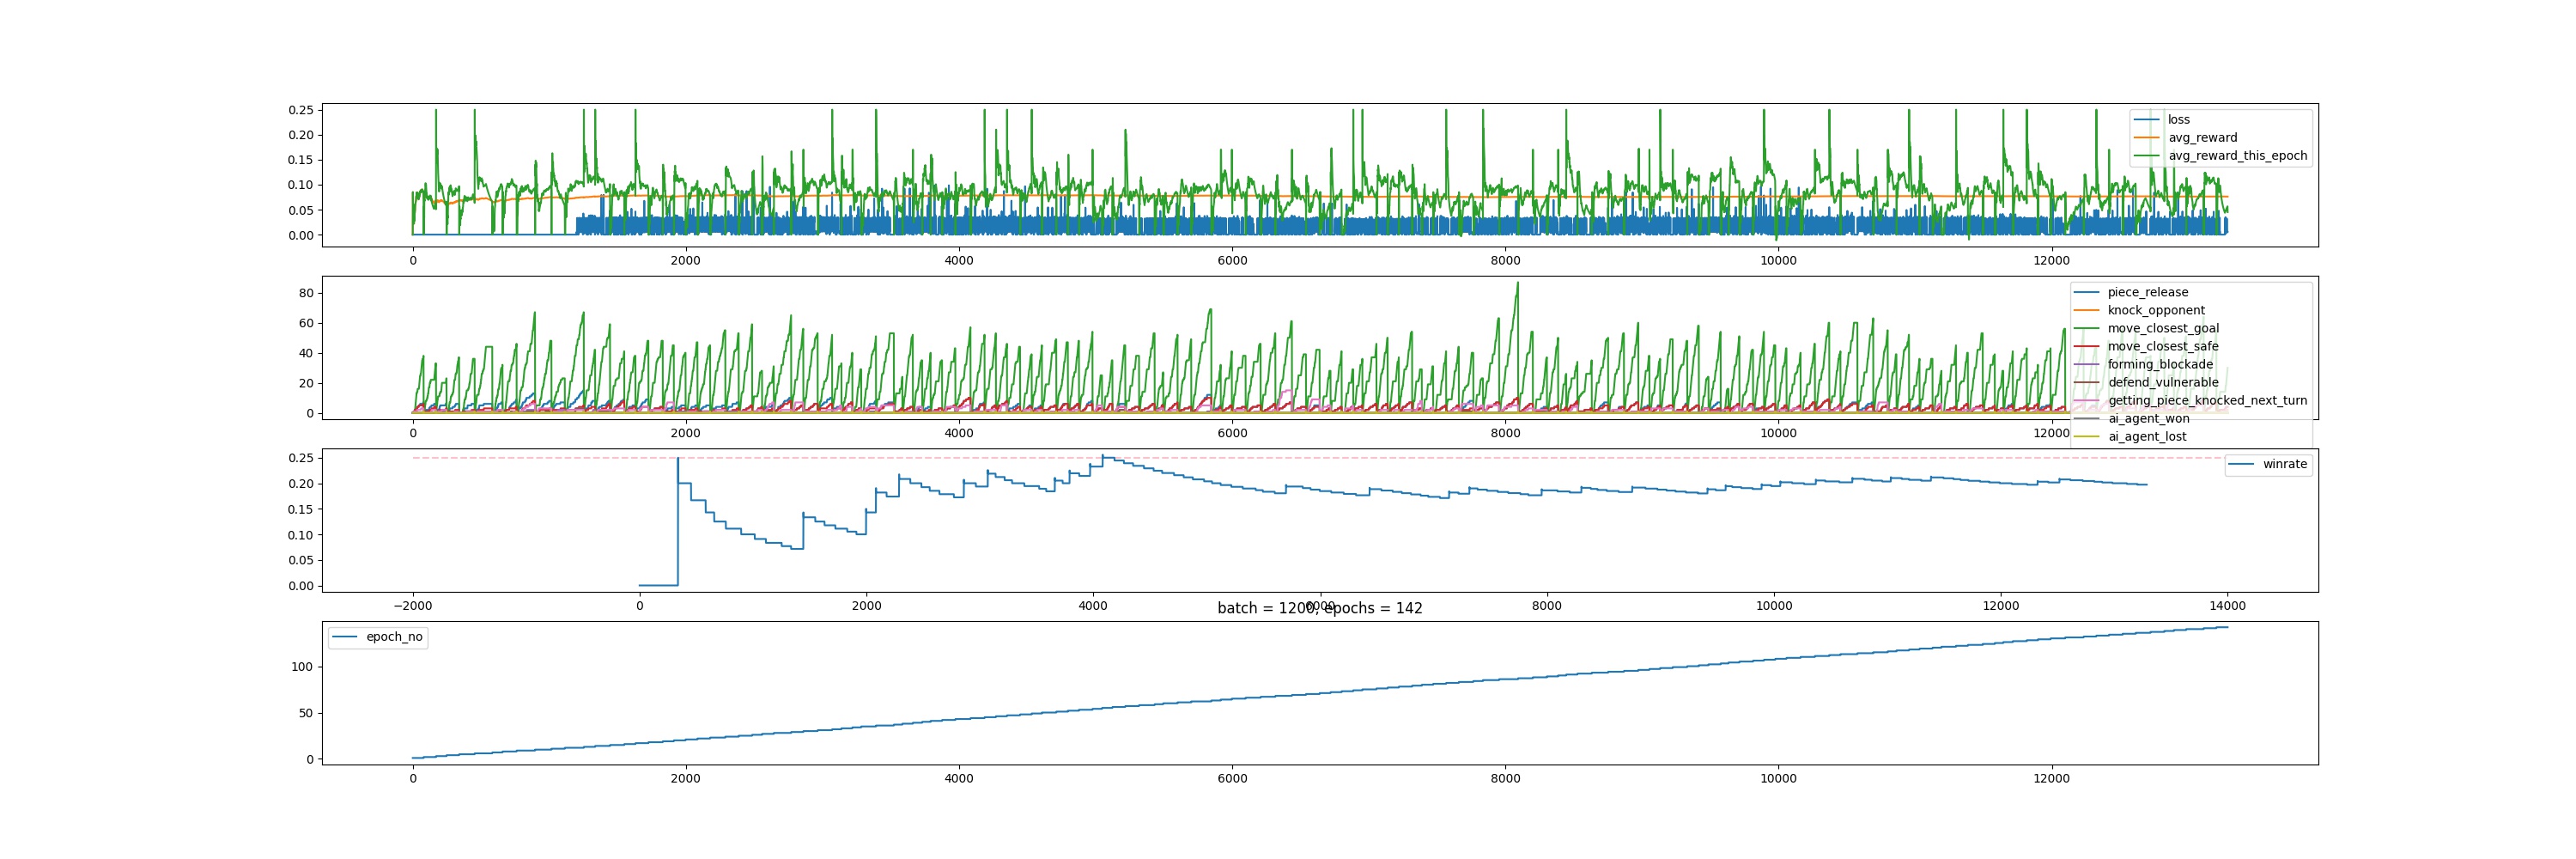 0.25
0.20
0.15
0.10
0.05
0.00
loss
avg_reward
avg_reward_this_epoch
0 2000 4000 6000 8000 10000 12000
80
60
40
20
0
piece_release
knock_opponent
move_closest_goal
move_closest_safe
forming_blockade
defend_vulnerable
getting_piece_knocked_next_turn
ai_agent_won
ai_agent_lost
0 2000 4000 6000 8000 10000 12000
0.25
0.20
0.15
0.10
0.05
0.00
winrate
−2000 0 2000 4000 6000 8000 10000 12000 14000
batch = 1200, epochs = 142
epoch_no
100
50
0
0 2000 4000 6000 8000 10000 12000